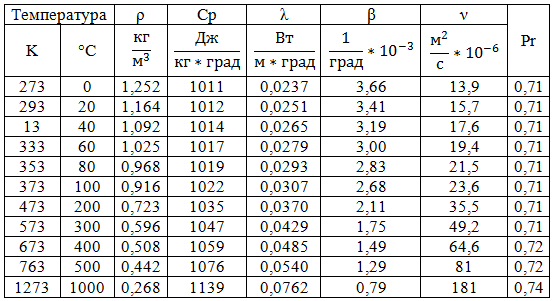 Температура ρ Cp λ β ν Pr
K °C кг/м³ Дж/кг∗град Вт/м∗град 1/град ∗ 10⁻³ м²/с ∗ 10⁻⁶
273 0 1,252 1011 0,0237 3,66 13,9 0,71
293 20 1,164 1012 0,0251 3,41 15,7 0,71
13 40 1,092 1014 0,0265 3,19 17,6 0,71
333 60 1,025 1017 0,0279 3,00 19,4 0,71
353 80 0,968 1019 0,0293 2,83 21,5 0,71
373 100 0,916 1022 0,0307 2,68 23,6 0,71
473 200 0,723 1035 0,0370 2,11 35,5 0,71
573 300 0,596 1047 0,0429 1,75 49,2 0,71
673 400 0,508 1059 0,0485 1,49 64,6 0,72
763 500 0,442 1076 0,0540 1,29 81 0,72
1273 1000 0,268 1139 0,0762 0,79 181 0,74